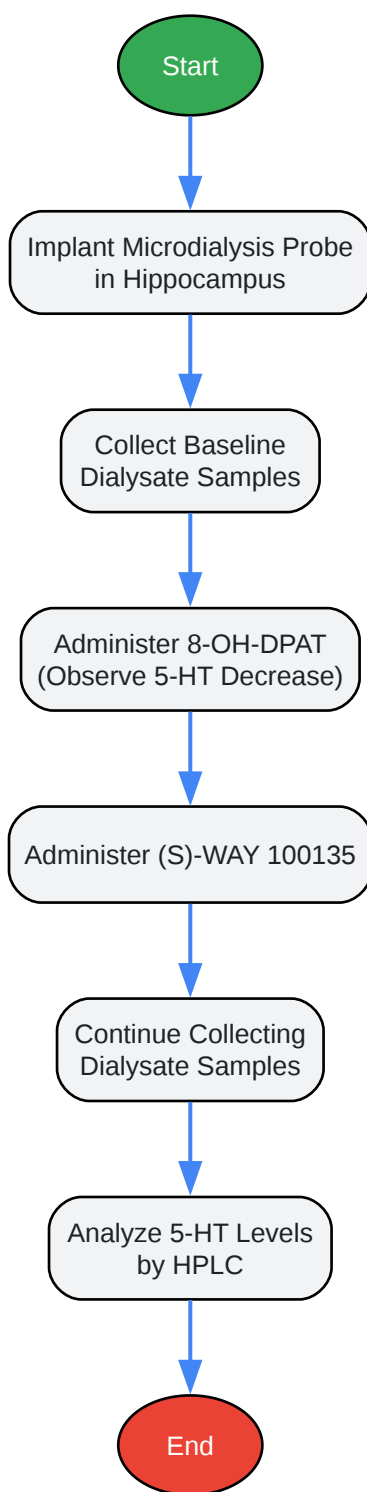 Start
Implant Microdialysis Probe
in Hippocampus
Collect Baseline
Dialysate Samples
Administer 8-OH-DPAT
(Observe 5-HT Decrease)
Administer (S)-WAY 100135
Continue Collecting
Dialysate Samples
Analyze 5-HT Levels
by HPLC
End